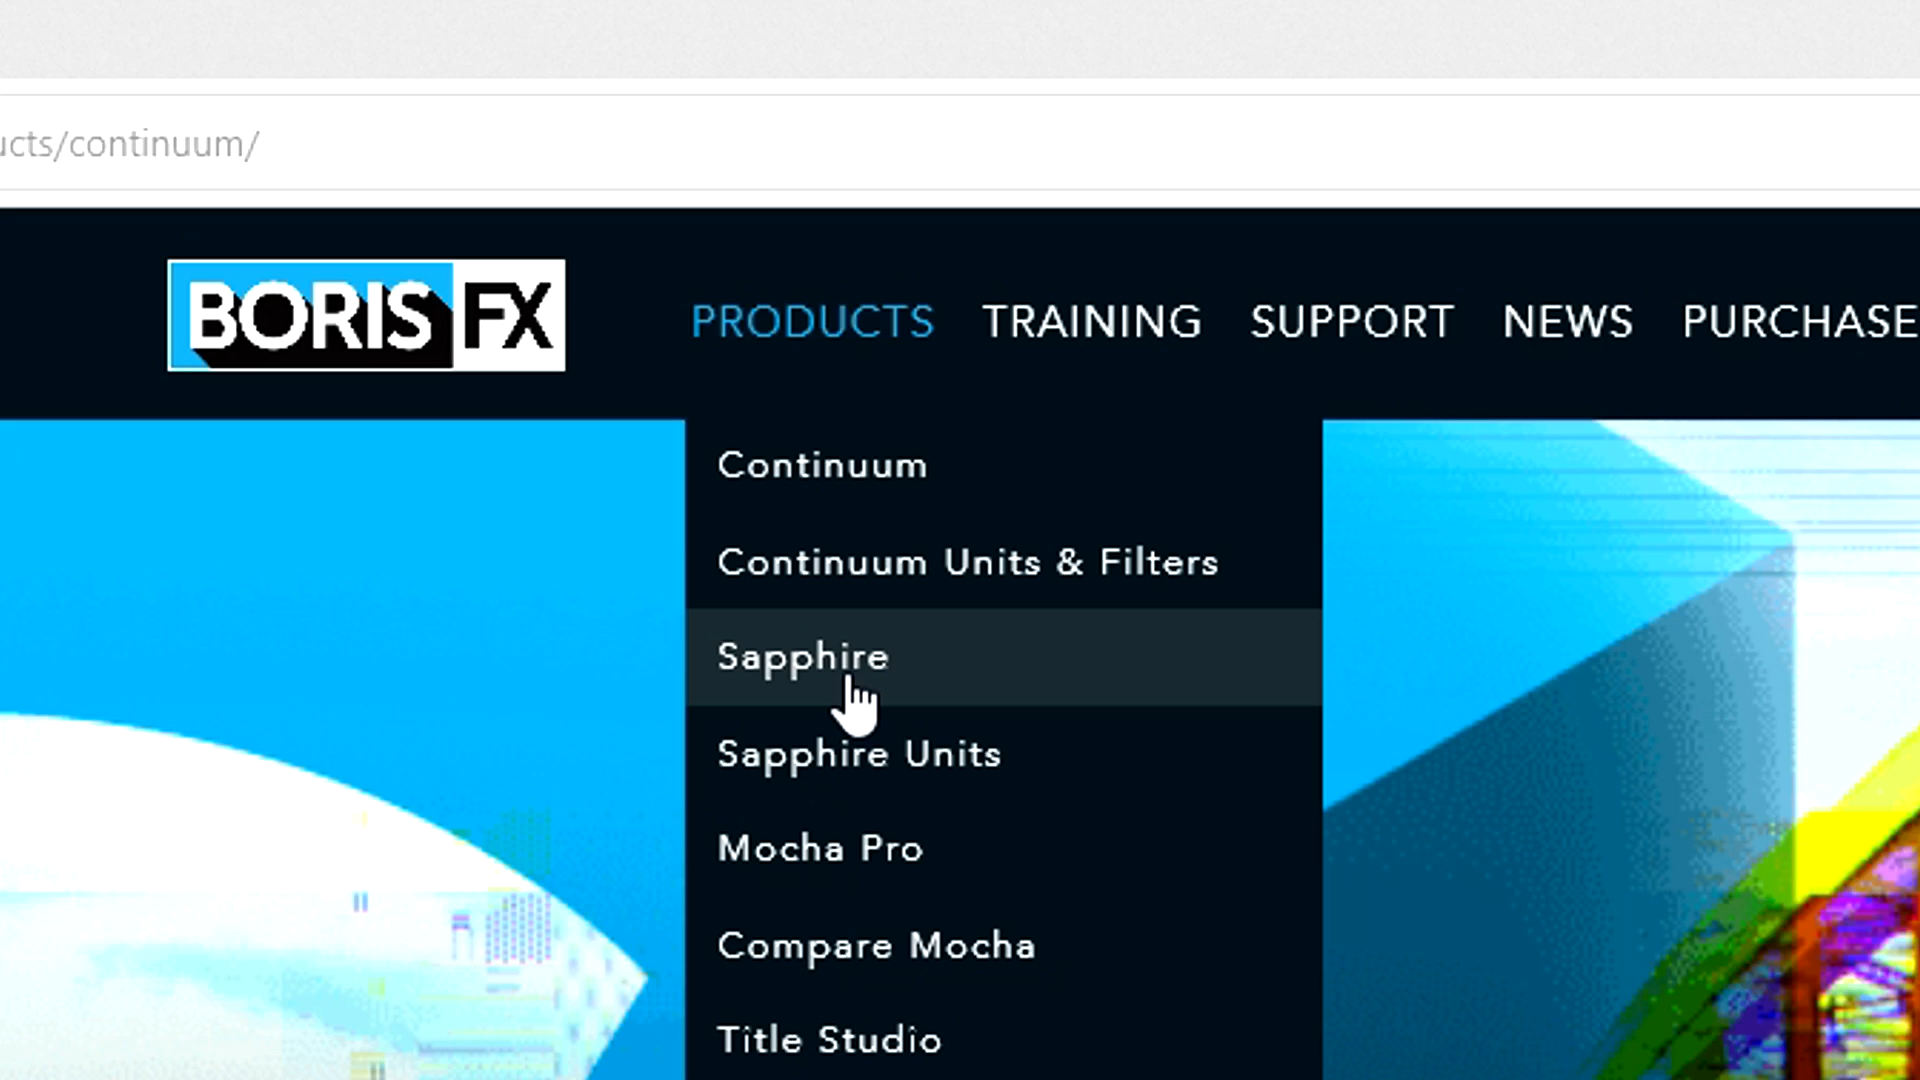 ucts/continuum/
BORIS FX
PRODUCTS TRAINING SUPPORT NEWS PURCHASE
Continuum
Continuum Units & Filters
Sapphire
Sapphire Units
Mocha Pro
Compare Mocha
Title Studio